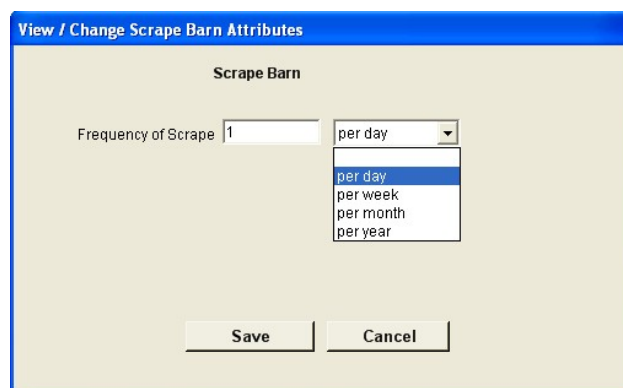 View / Change Scrape Barn Attributes
Scrape Barn
Frequency of Scrape 1 per day
per day
per week
per month
per year
Save Cancel